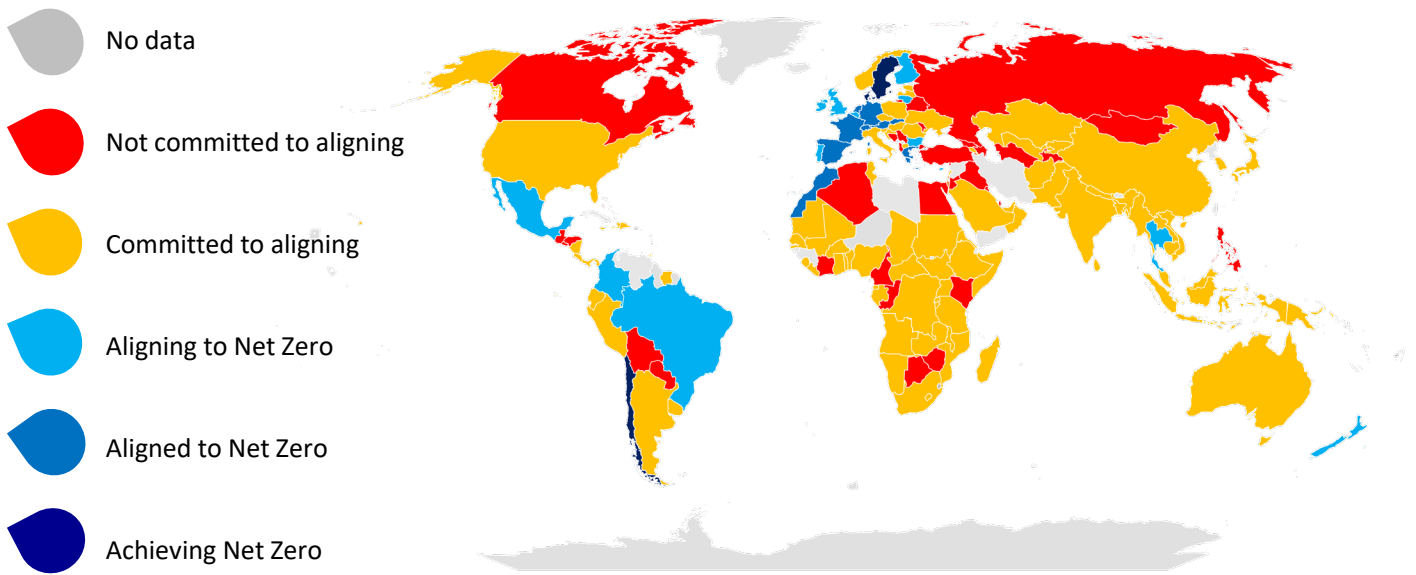 No data
Not committed to aligning
Committed to aligning
Aligning to Net Zero
Aligned to Net Zero
Achieving Net Zero